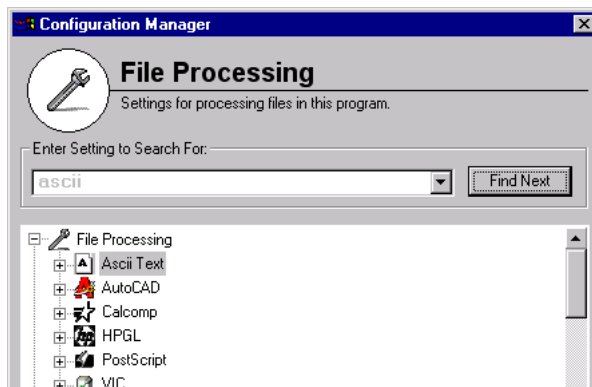 Configuration Manager
File Processing
Settings for processing files in this program.
Enter Setting to Search For:
ascii
Find Next
File Processing
Ascii Text
AutoCAD
Calcomp
HPGL
PostScript
VIC